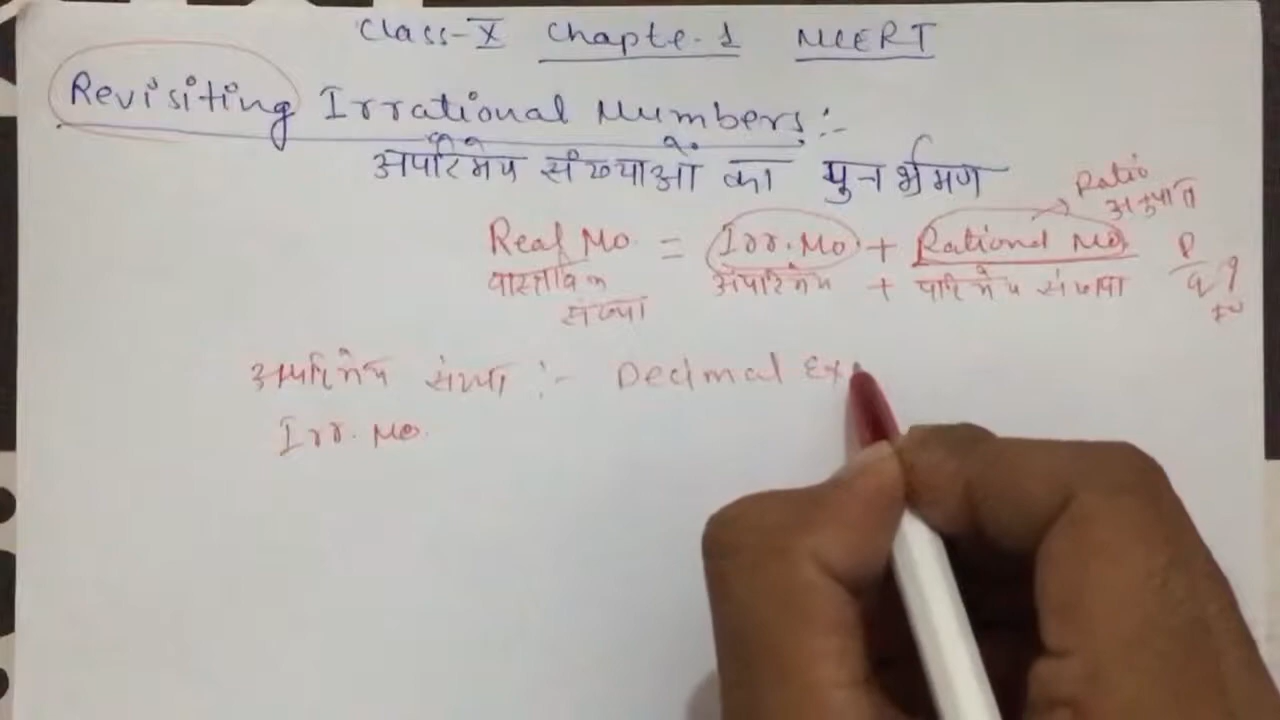 Class-X Chapte-1 NCERT
Revisiting Irrational Numbers:-
अपरिमेय संख्याओं का पुनर्भ्रमण
Ratio
अनुपात
Real No. = Irr. No + Rational No. P
वास्तविक अपरिमेय + परिमेय संख्या q
संख्या
अपरिमेय संख्या :- Decimal Ex
Irr. No.